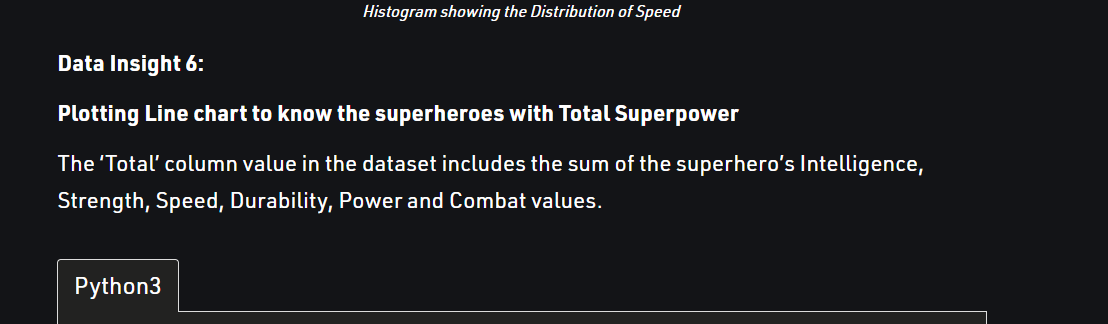 Histogram showing the Distribution of Speed
Data Insight 6:
Plotting Line chart to know the superheroes with Total Superpower
The ‘Total’ column value in the dataset includes the sum of the superhero’s Intelligence,
Strength, Speed, Durability, Power and Combat values.
Python3